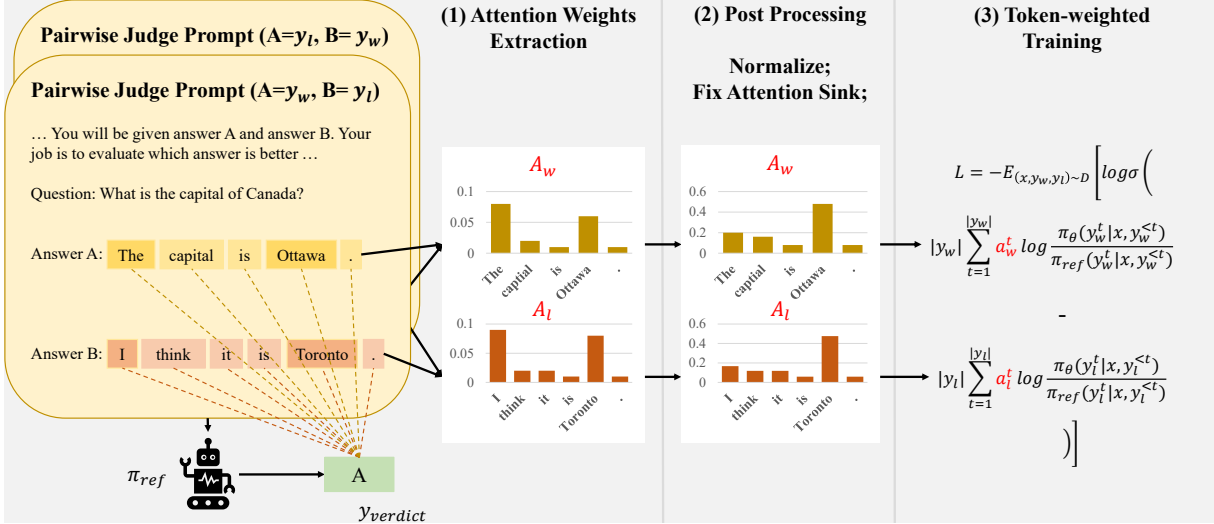 Pairwise Judge Prompt (A=y_l, B= y_w)
Pairwise Judge Prompt (A=y_w, B= y_l)
… You will be given answer A and answer B. Your
job is to evaluate which answer is better …
Question: What is the capital of Canada?
Answer A: The capital is Ottawa .
Answer B: I think it is Toronto .
π_ref
A
y_verdict
(1) Attention Weights
Extraction
A_w
0.1
0.05
0
The captial is Ottawa .
A_l
0.1
0.05
0
I think it is Toronto .
(2) Post Processing
Normalize;
Fix Attention Sink;
A_w
0.6
0.4
0.2
0
The captial is Ottawa .
A_l
0.6
0.4
0.2
0
I think it is Toronto .
(3) Token-weighted
Training
L = −E_{(x,y_w,y_l)~D} [logσ (
|y_w| ∑_{t=1}^{|y_w|} a_w^t log π_θ(y_w^t|x, y_w^{<t}) / π_ref(y_w^t|x, y_w^{<t})
-
|y_l| ∑_{t=1}^{|y_l|} a_l^t log π_θ(y_l^t|x, y_l^{<t}) / π_ref(y_l^t|x, y_l^{<t})
)]